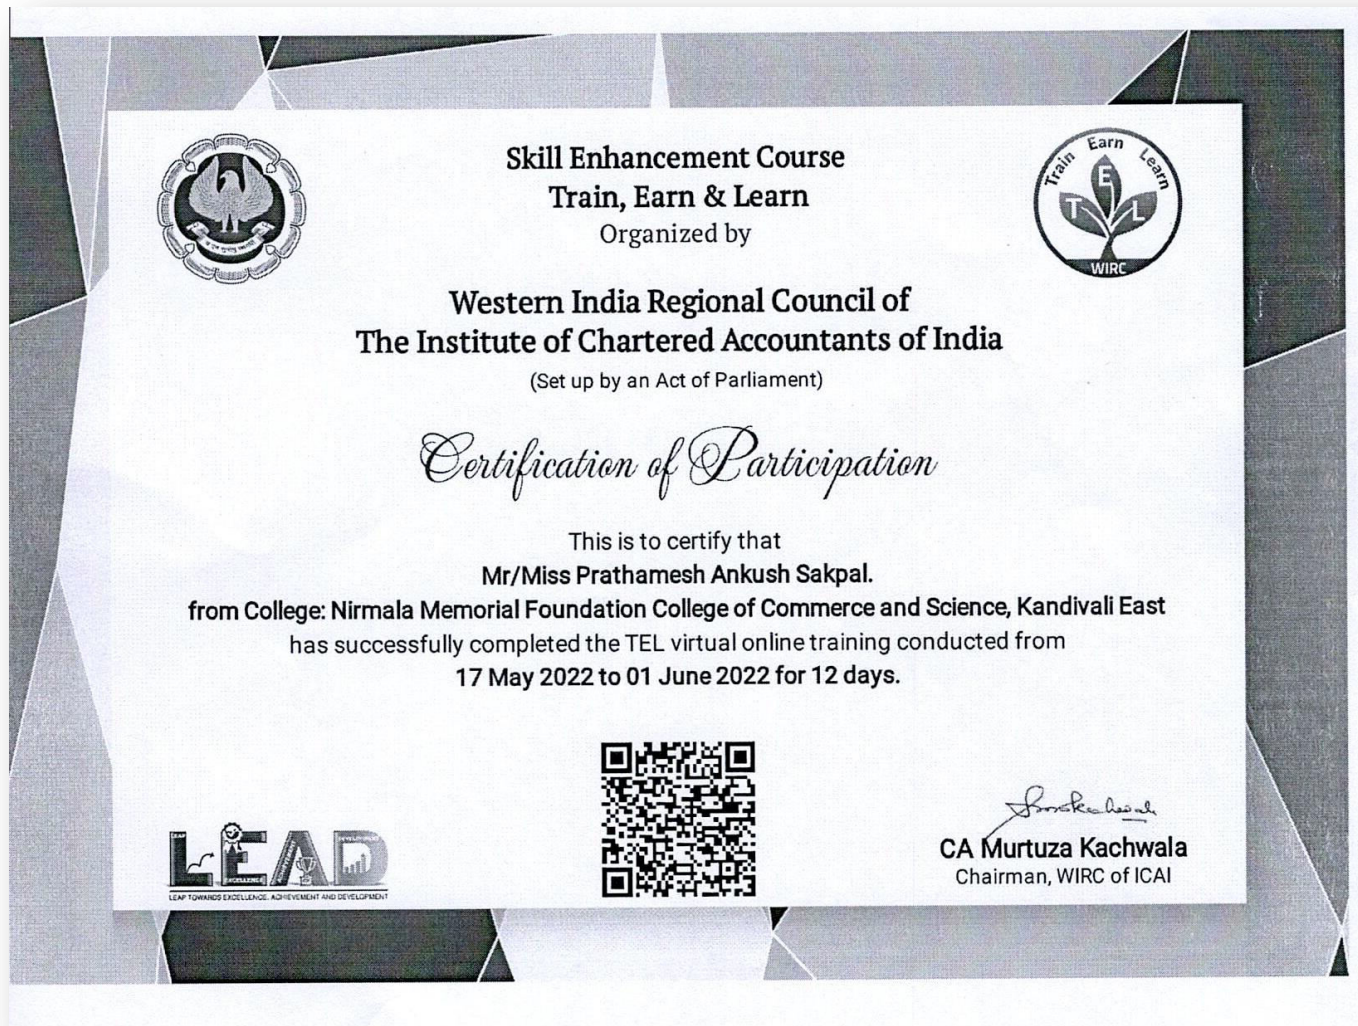 Skill Enhancement Course
Train, Earn & Learn
Organized by
Train Earn Learn
T E L
WIRC
Western India Regional Council of
The Institute of Chartered Accountants of India
(Set up by an Act of Parliament)
Certification of Participation
This is to certify that
Mr/Miss Prathamesh Ankush Sakpal.
from College: Nirmala Memorial Foundation College of Commerce and Science, Kandivali East
has successfully completed the TEL virtual online training conducted from
17 May 2022 to 01 June 2022 for 12 days.
LEAD
LEAP TOWARDS EXCELLENCE, ACHIEVEMENT AND DEVELOPMENT
CA Murtuza Kachwala
Chairman, WIRC of ICAI